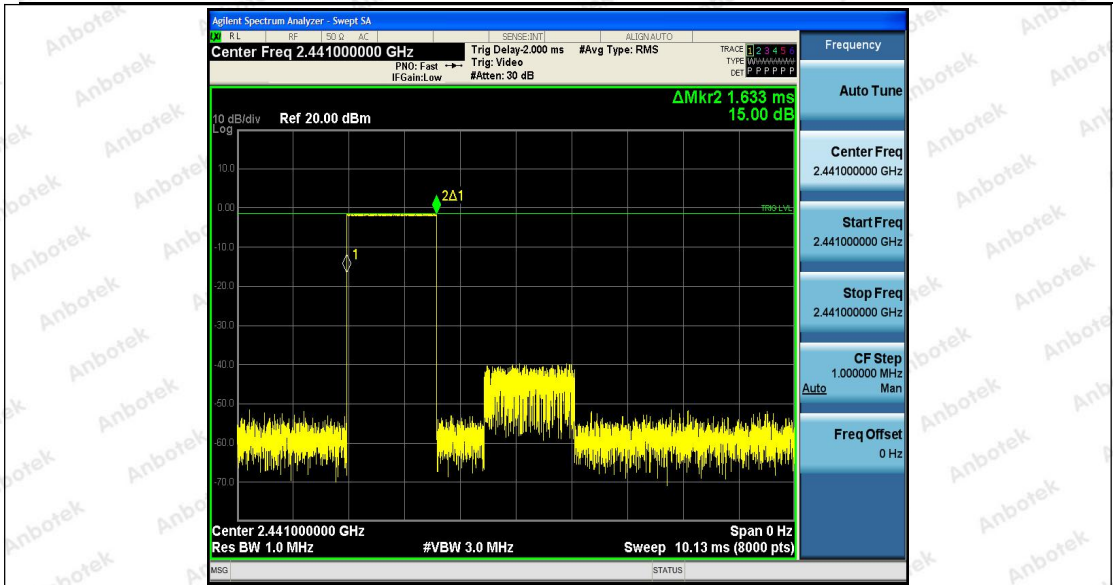 Agilent Spectrum Analyzer - Swept SA
RL RF 50 Ω AC SENSE:INT ALIGNAUTO
Center Freq 2.441000000 GHz
PNO: Fast
IFGain:Low
Trig Delay-2.000 ms
Trig: Video
#Atten: 30 dB
#Avg Type: RMS
TRACE 1 2 3 4 5 6
TYPE
DET P P P P P P
Frequency
ΔMkr2 1.633 ms
15.00 dB
10 dB/div Ref 20.00 dBm
Log
10.0
0.00
-10.0
-20.0
-30.0
-40.0
-50.0
-60.0
-70.0
2Δ1
1
TRIG LVL
Center 2.441000000 GHz
Span 0 Hz
Res BW 1.0 MHz
#VBW 3.0 MHz
Sweep 10.13 ms (8000 pts)
MSG
STATUS
Auto Tune
Center Freq
2.441000000 GHz
Start Freq
2.441000000 GHz
Stop Freq
2.441000000 GHz
CF Step
1.000000 MHz
Auto Man
Freq Offset
0 Hz
Anbotek